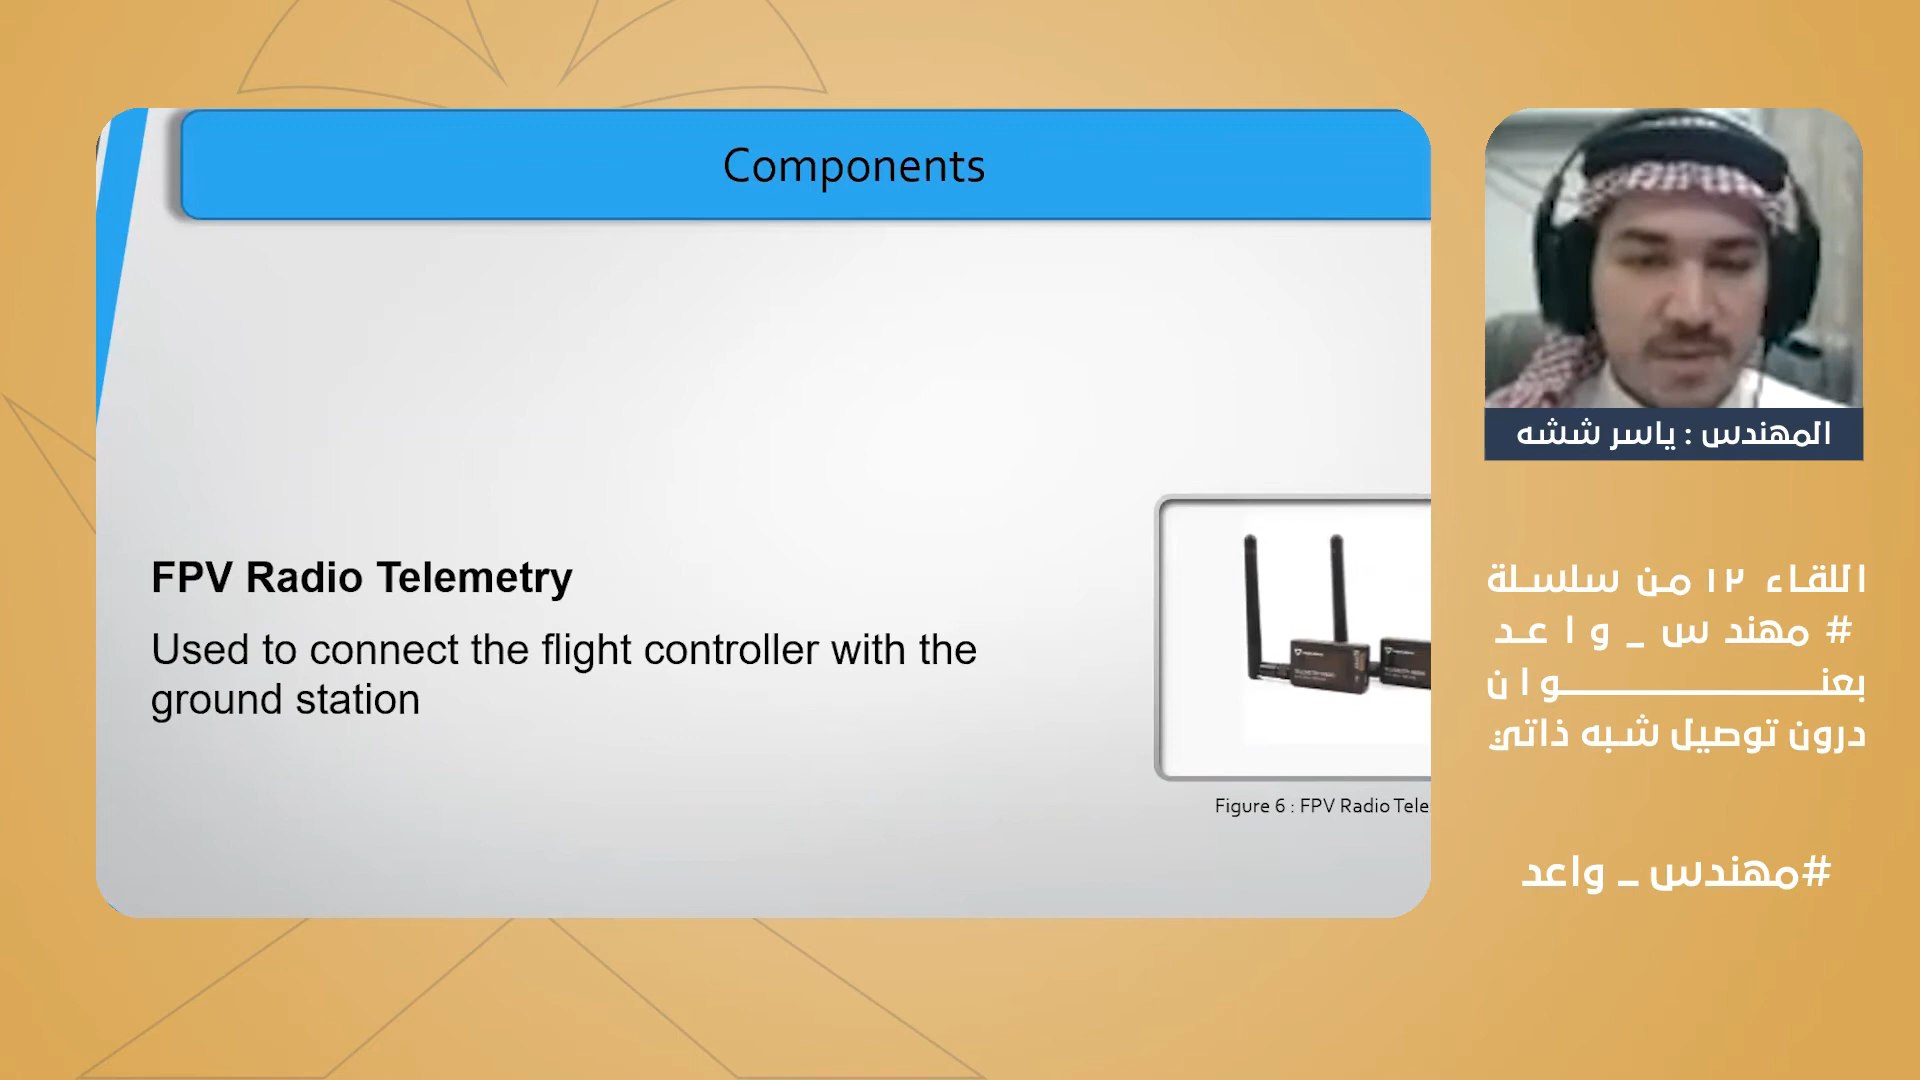 Components
FPV Radio Telemetry
Used to connect the flight controller with the
ground station
Figure 6 : FPV Radio Tele
المهندس : ياسر ششه
اللقاء ١٢ من سلسلة
# مهندس _ واعد
بعنوان
درون توصيل شبه ذاتي
#مهندس _ واعد